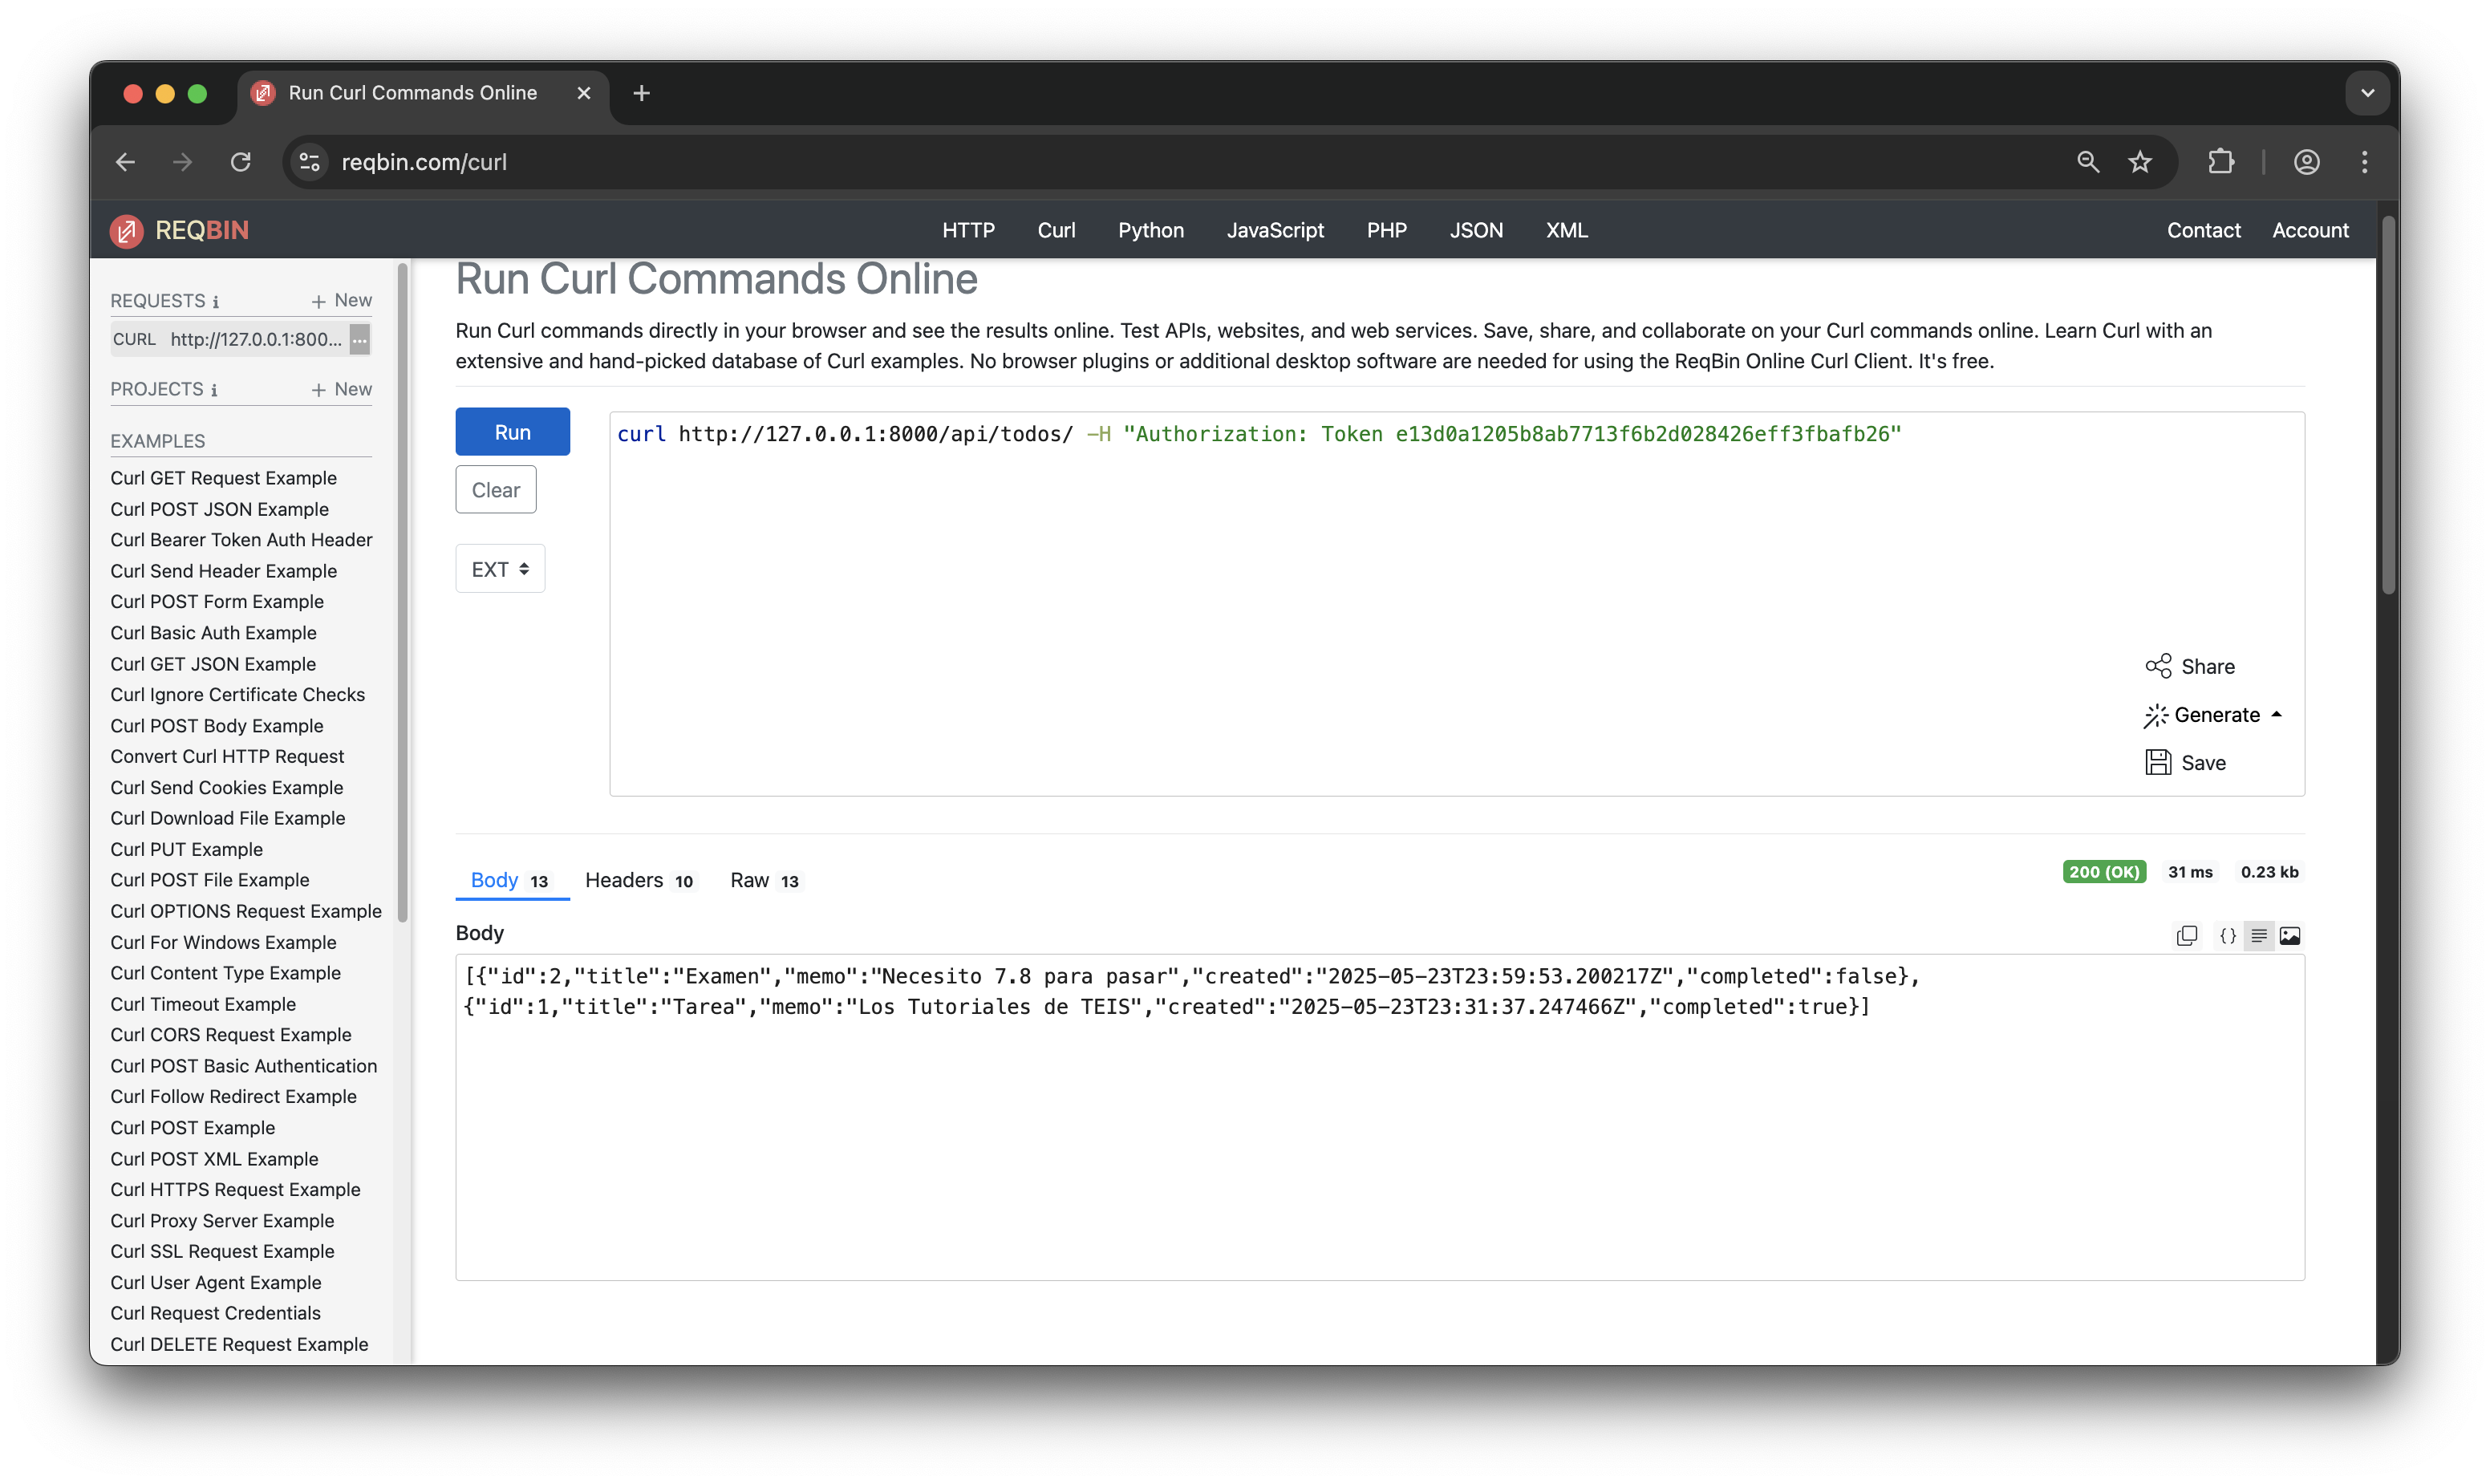 Run Curl Commands Online
reqbin.com/curl
REQBIN
HTTP Curl Python JavaScript PHP JSON XML
Contact Account
REQUESTS + New
CURL http://127.0.0.1:800... ...
PROJECTS + New
EXAMPLES
Curl GET Request Example
Curl POST JSON Example
Curl Bearer Token Auth Header
Curl Send Header Example
Curl POST Form Example
Curl Basic Auth Example
Curl GET JSON Example
Curl Ignore Certificate Checks
Curl POST Body Example
Convert Curl HTTP Request
Curl Send Cookies Example
Curl Download File Example
Curl PUT Example
Curl POST File Example
Curl OPTIONS Request Example
Curl For Windows Example
Curl Content Type Example
Curl Timeout Example
Curl CORS Request Example
Curl POST Basic Authentication
Curl Follow Redirect Example
Curl POST Example
Curl POST XML Example
Curl HTTPS Request Example
Curl Proxy Server Example
Curl SSL Request Example
Curl User Agent Example
Curl Request Credentials
Curl DELETE Request Example
Run Curl Commands Online
Run Curl commands directly in your browser and see the results online. Test APIs, websites, and web services. Save, share, and collaborate on your Curl commands online. Learn Curl with an
extensive and hand-picked database of Curl examples. No browser plugins or additional desktop software are needed for using the ReqBin Online Curl Client. It's free.
Run
Clear
EXT
curl http://127.0.0.1:8000/api/todos/ -H "Authorization: Token e13d0a1205b8ab7713f6b2d028426eff3fbafb26"
Share
Generate
Save
Body 13 Headers 10 Raw 13
200 (OK) 31 ms 0.23 kb
Body
{}
[{"id":2,"title":"Examen","memo":"Necesito 7.8 para pasar","created":"2025-05-23T23:59:53.200217Z","completed":false},
{"id":1,"title":"Tarea","memo":"Los Tutoriales de TEIS","created":"2025-05-23T23:31:37.247466Z","completed":true}]